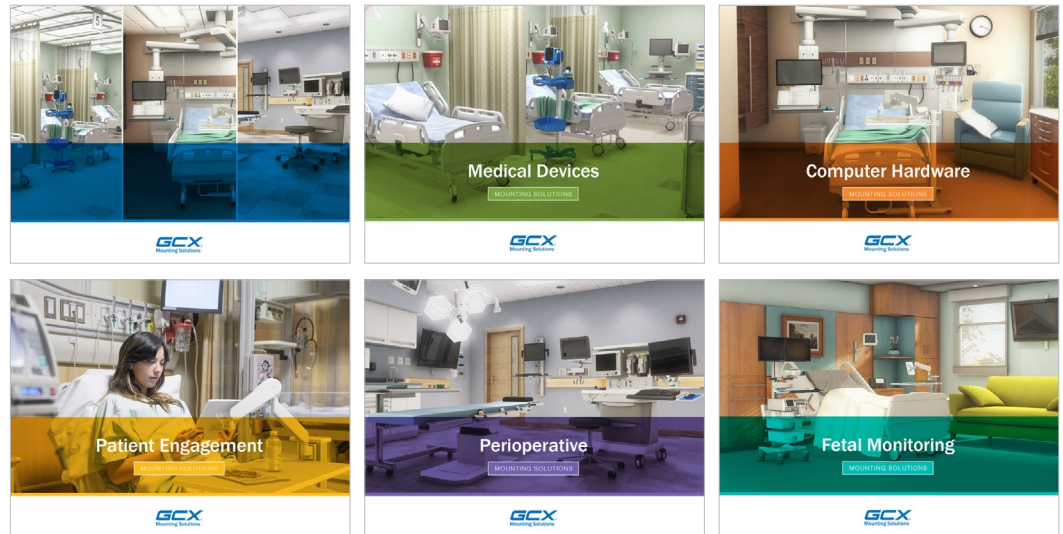 5
GCX
Mounting Solutions
Medical Devices
MOUNTING SOLUTIONS
GCX
Mounting Solutions
Computer Hardware
MOUNTING SOLUTIONS
GCX
Mounting Solutions
Patient Engagement
MOUNTING SOLUTIONS
GCX
Mounting Solutions
Perioperative
MOUNTING SOLUTIONS
GCX
Mounting Solutions
Fetal Monitoring
MOUNTING SOLUTIONS
GCX
Mounting Solutions